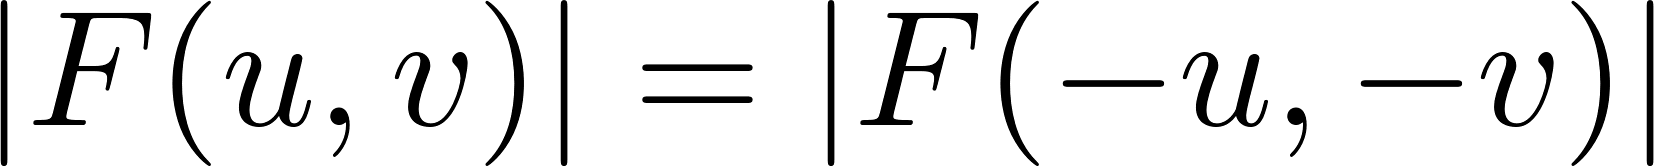 |F(u, v)| = |F(−u, −v)|